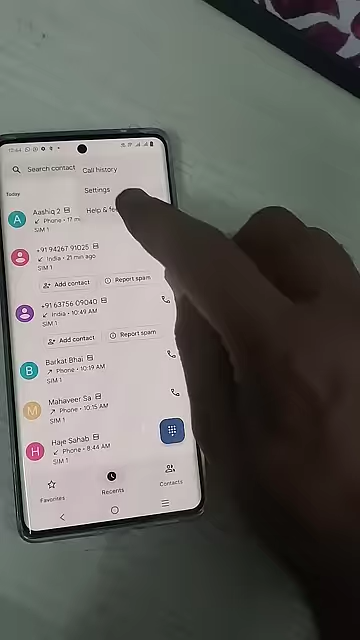 Search contact
Call history
Settings
Help &
Today
A
Aashiq 2
Phone • 17 m
SIM 1
+91 94267 91025
India • 21 min ago
SIM 1
Add contact
Report spam
+91 63756 09040
India • 10:49 AM
SIM 1
Add contact
Report spam
B
Barkat Bhai
Phone • 10:19 AM
SIM 1
M
Mahaveer Sa
Phone • 10:15 AM
SIM 1
H
Haje Sahab
Phone • 8:44 AM
SIM 1
Favorites
Recents
Contacts